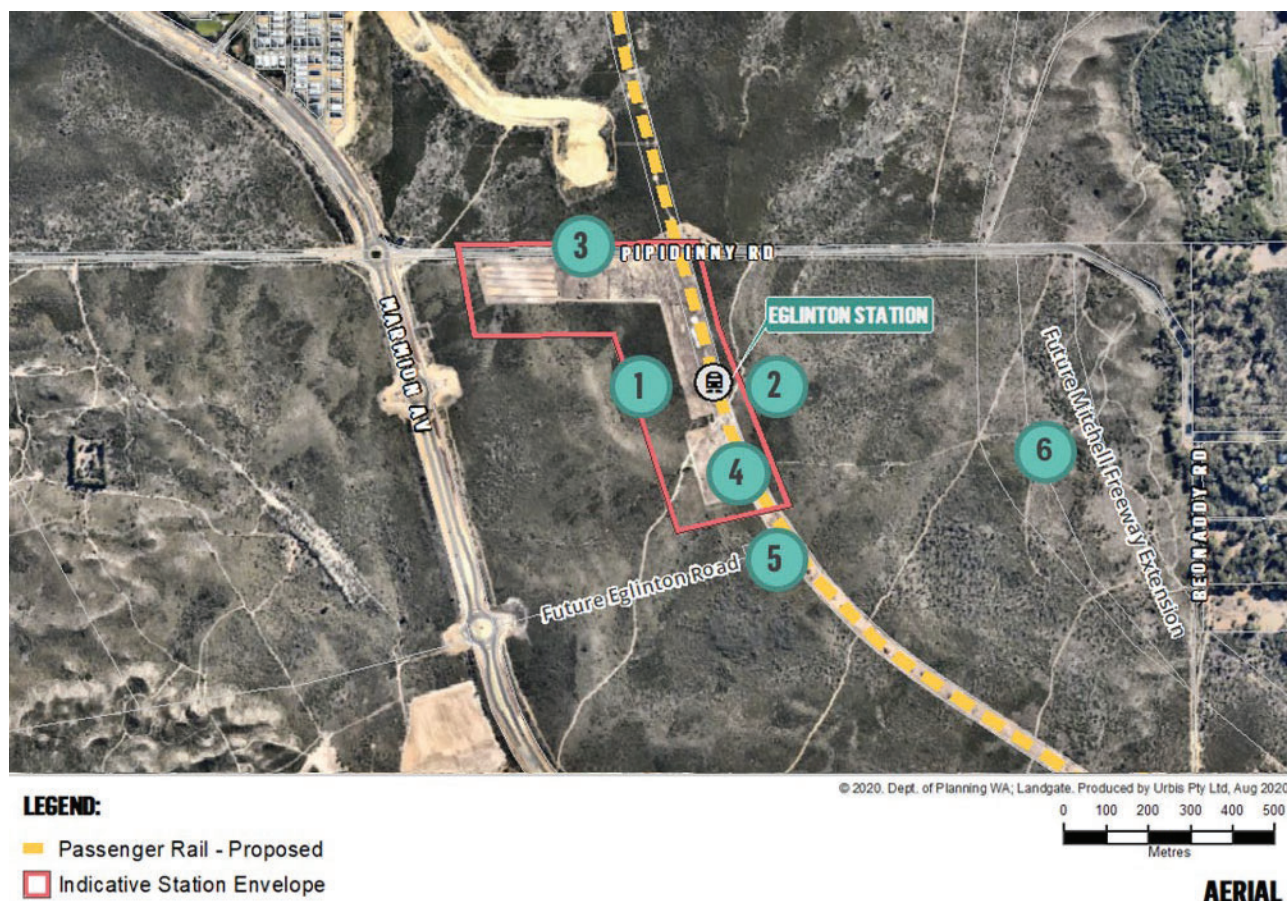 3
PIPIDINNY RD
EGLINTON STATION
MARMION AV
1
2
Future Mitchell Freeway Extension
6
4
BEONADDY RD
5
Future Eglinton Road
© 2020. Dept. of Planning WA; Landgate. Produced by Urbis Pty Ltd, Aug 2020
LEGEND:
0 100 200 300 400 500
Metres
Passenger Rail - Proposed
Indicative Station Envelope
AERIAL